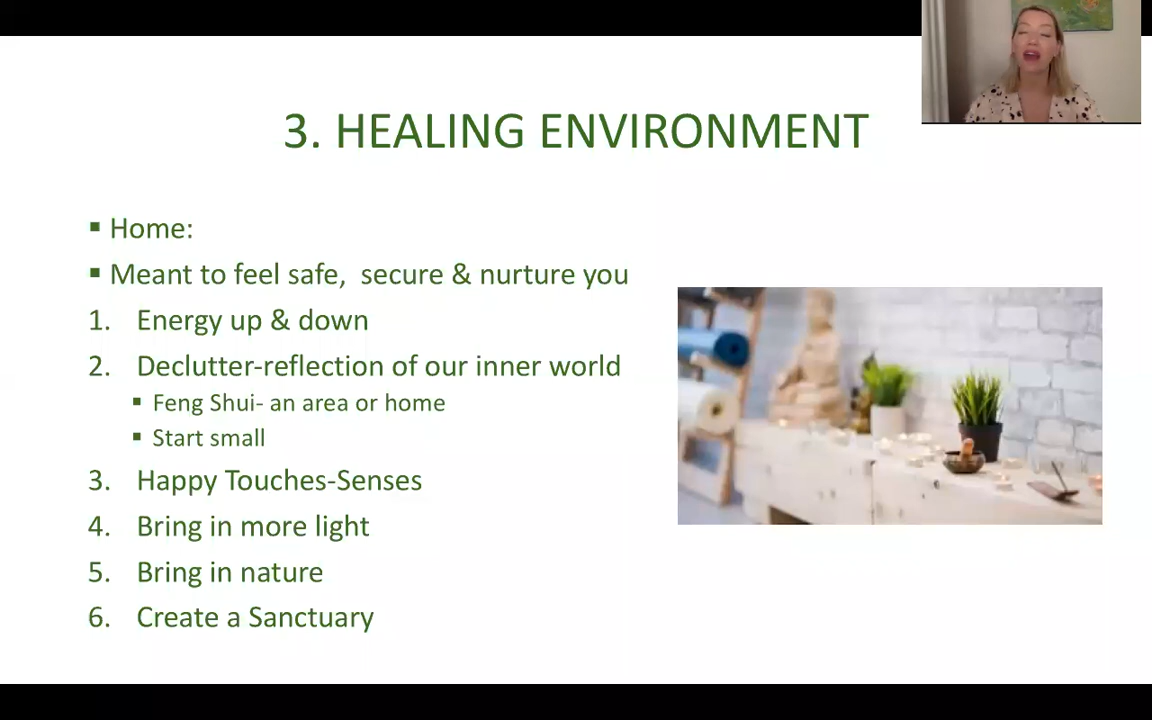 3. HEALING ENVIRONMENT
▪ Home:
▪ Meant to feel safe,  secure & nurture you
1. Energy up & down
2. Declutter-reflection of our inner world
▪ Feng Shui- an area or home
▪ Start small
3. Happy Touches-Senses
4. Bring in more light
5. Bring in nature
6. Create a Sanctuary